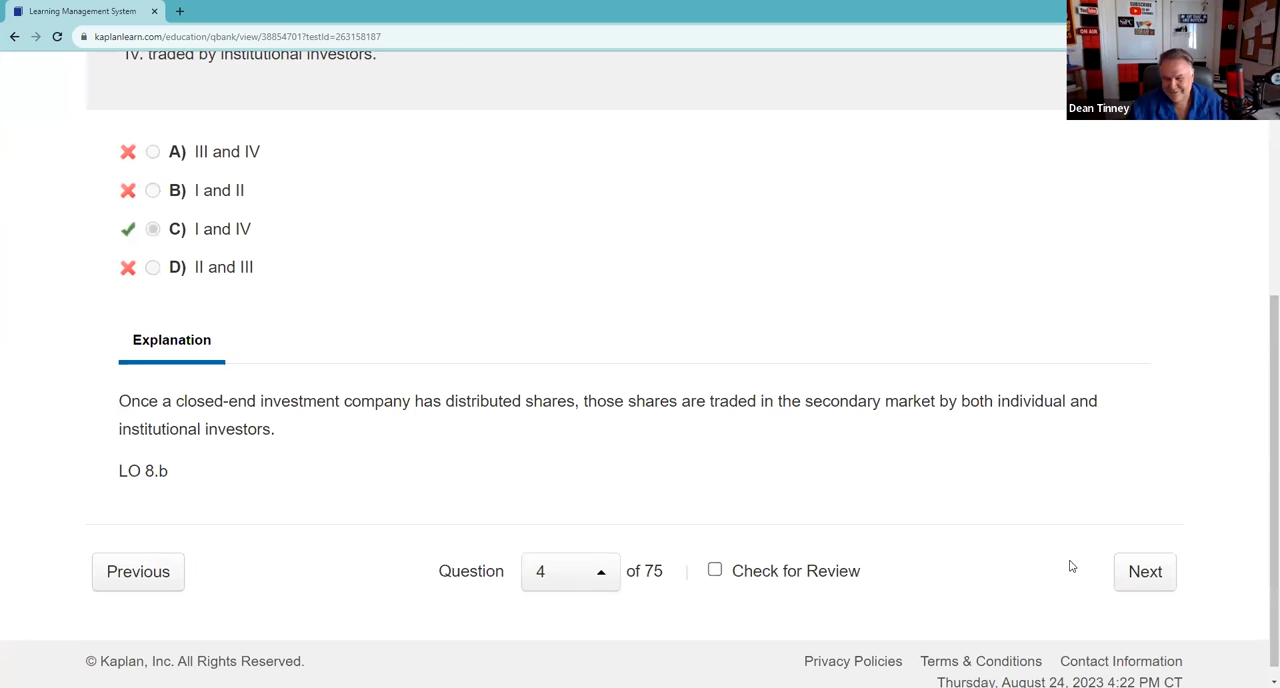 Learning Management System
kaplanlearn.com/education/qbank/view/38854701?testId=263158187
SUBSCRIBE
SIPC
ON AIR
Dean Tinney
IV. traded by institutional investors.
A) III and IV
B) I and II
C) I and IV
D) II and III
Explanation
Once a closed-end investment company has distributed shares, those shares are traded in the secondary market by both individual and
institutional investors.
LO 8.b
Previous
Question 4 of 75 | Check for Review
Next
© Kaplan, Inc. All Rights Reserved.
Privacy Policies Terms & Conditions Contact Information
Thursday, August 24, 2023 4:22 PM CT